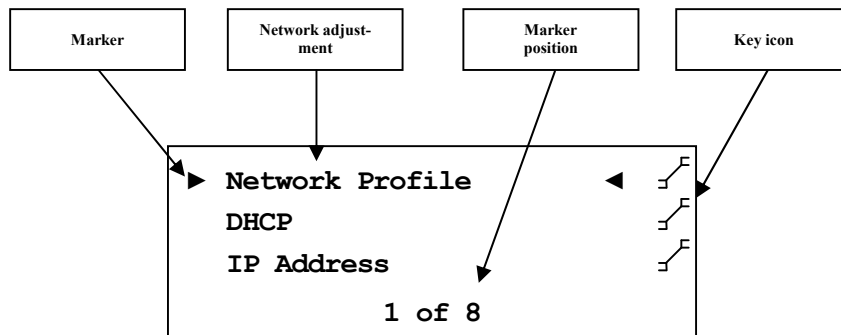 Marker
Network adjust-
ment
Marker
position
Key icon
Network Profile
DHCP
IP Address
1 of 8